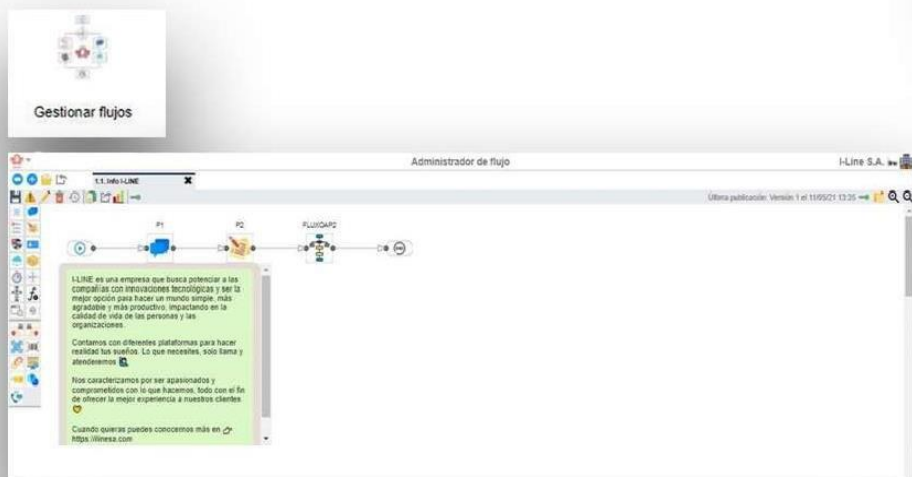 Gestionar flujos
Administrador de flujo
I-Line S.A.
1.1. Info I-LINE
Última publicación: Versión 1 el 11/05/21 13:25
P1
P2
FLUXOAP2
I-LINE es una empresa que busca potenciar a las
compañías con innovaciones tecnológicas y ser la
mejor opción para hacer un mundo simple, más
agradable y más productivo, impactando en la
calidad de vida de las personas y las
organizaciones.
Contamos con diferentes plataformas para hacer
realidad tus sueños. Lo que necesites, solo llama y
atenderemos
Nos caracterizamos por ser apasionados y
comprometidos con lo que hacemos, todo con el fin
de ofrecer la mejor experiencia a nuestros clientes
Cuando quieras puedes conocernos más en
https://ilinesa.com